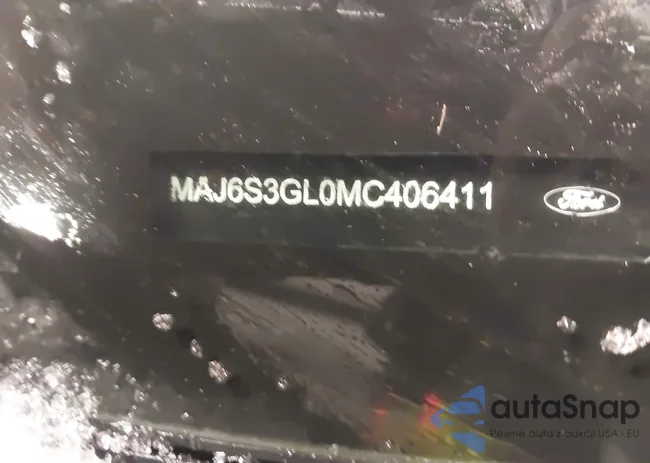 MAJ6S3GL0MC406411
Ford
autaSnap
Pewne auta z aukcji USA - EU